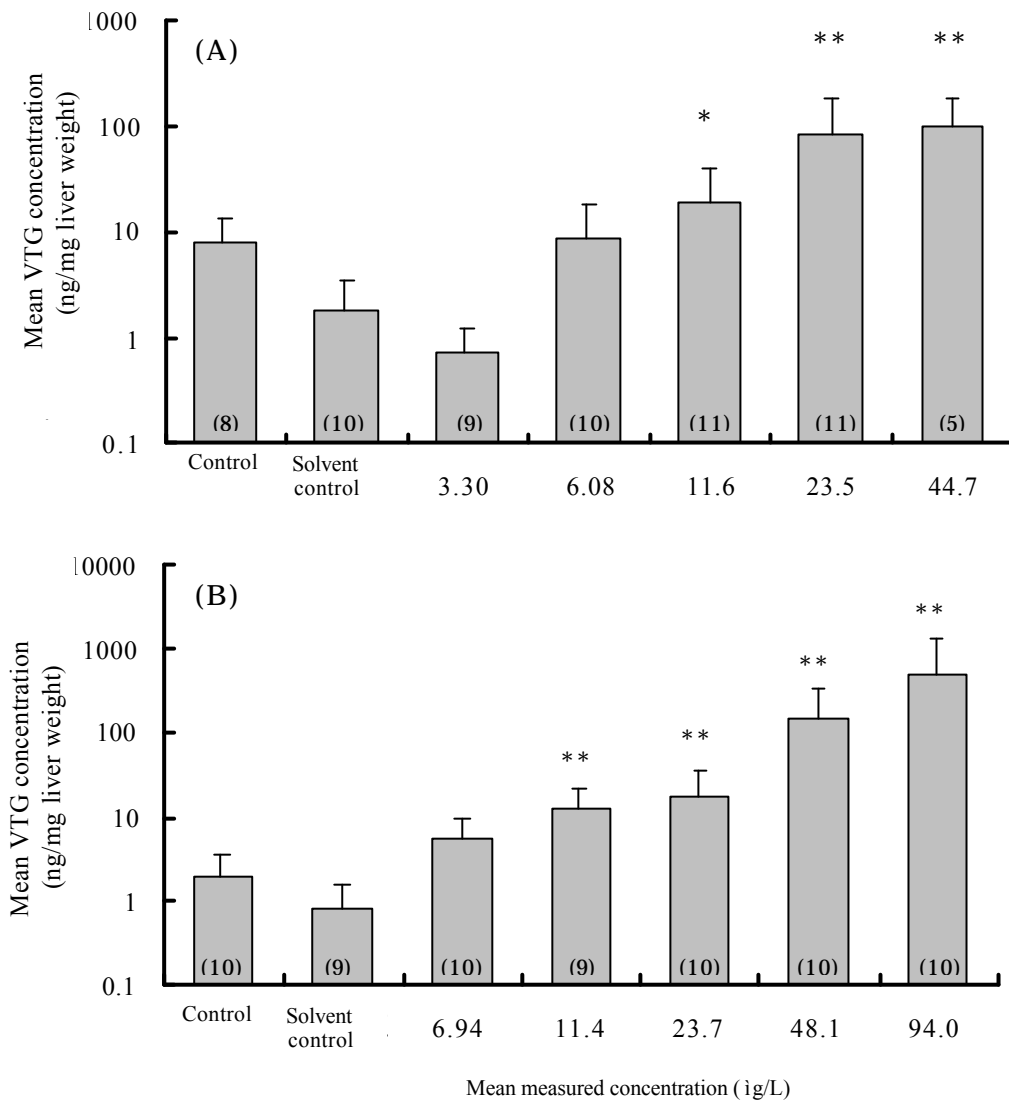 1000
(A)
** **
*
100
10
1
0.1
Mean VTG concentration
(ng/mg liver weight)
(8) (10) (9) (10) (11) (11) (5)
Control Solvent control 3.30 6.08 11.6 23.5 44.7
10000
(B)
**
1000
**
100
** **
10
1
0.1
Mean VTG concentration
(ng/mg liver weight)
(10) (9) (10) (9) (10) (10) (10)
Control Solvent control 6.94 11.4 23.7 48.1 94.0
Mean measured concentration (ìg/L)